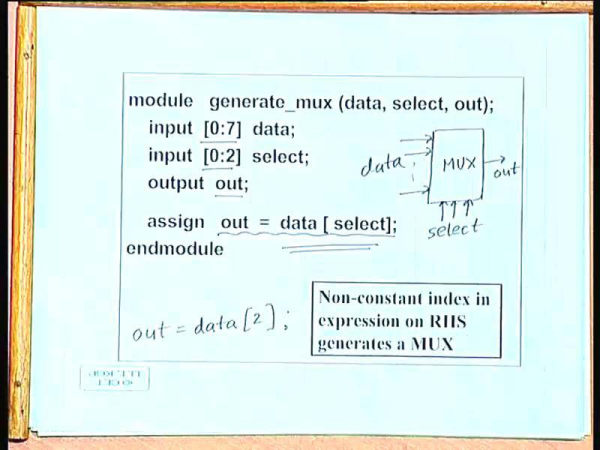 module generate_mux (data, select, out);
input [0:7] data;
input [0:2] select;
output out;
assign out = data [ select];
endmodule
data
MUX
out
select
out = data[2];
Non-constant index in
expression on RHS
generates a MUX